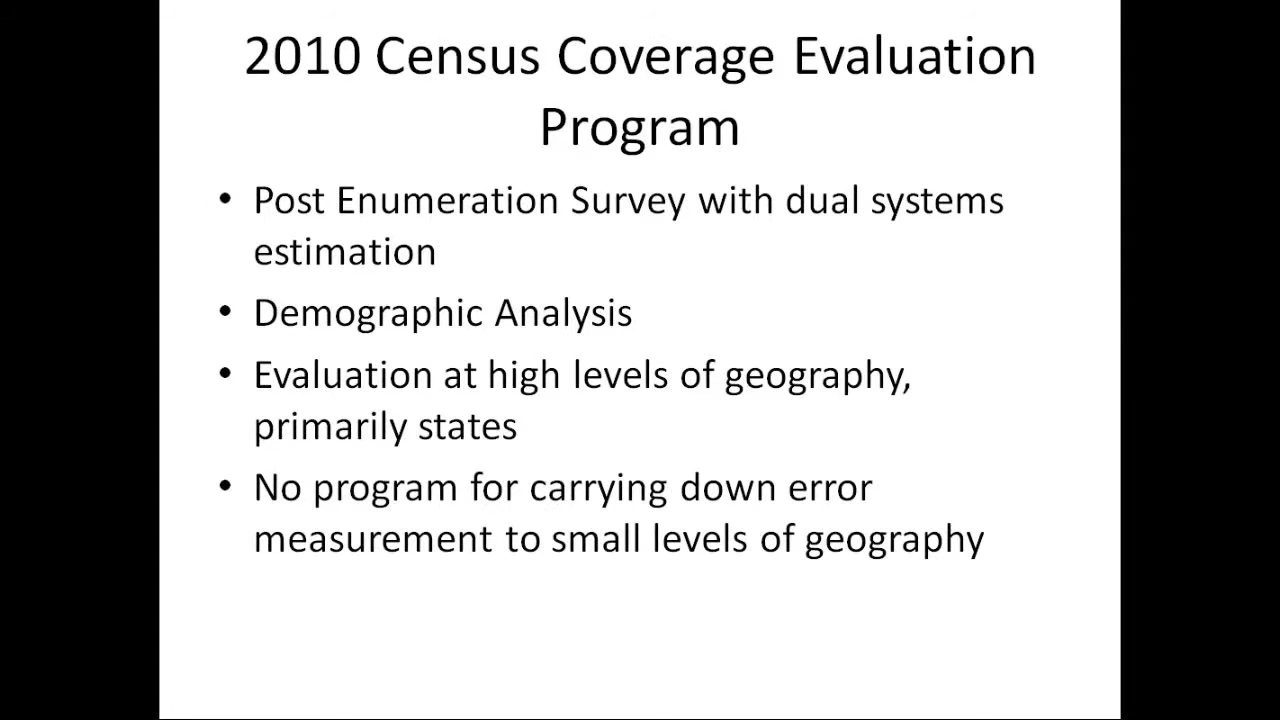 2010 Census Coverage Evaluation
Program
• Post Enumeration Survey with dual systems
estimation
• Demographic Analysis
• Evaluation at high levels of geography,
primarily states
• No program for carrying down error
measurement to small levels of geography